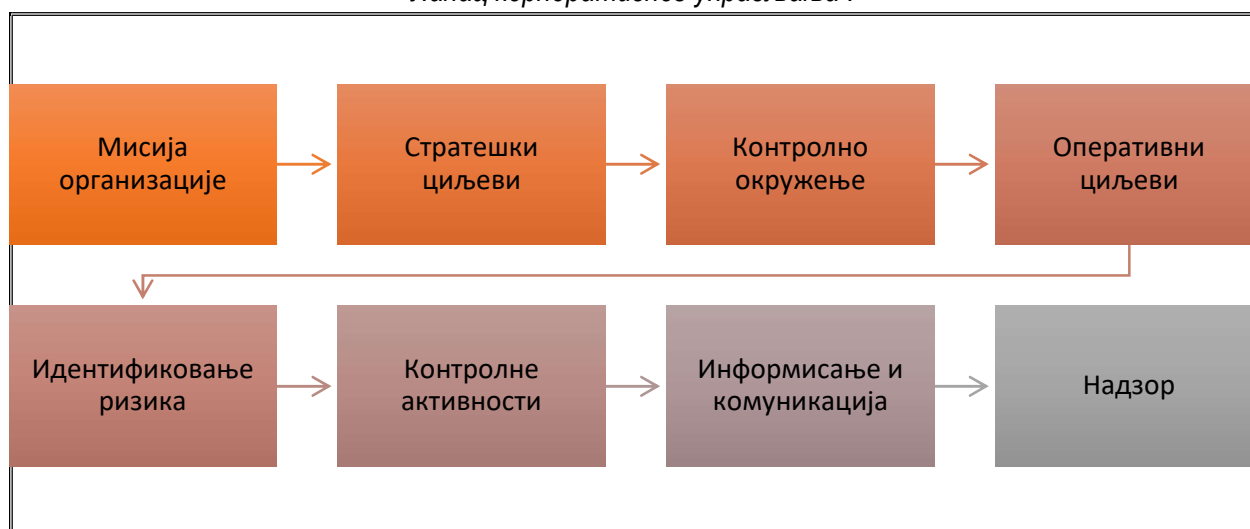 Мисија
организације
Стратешки
циљеви
Контролно
окружење
Оперативни
циљеви
Идентификовање
ризика
Контролне
активности
Информисање и
комуникација
Надзор